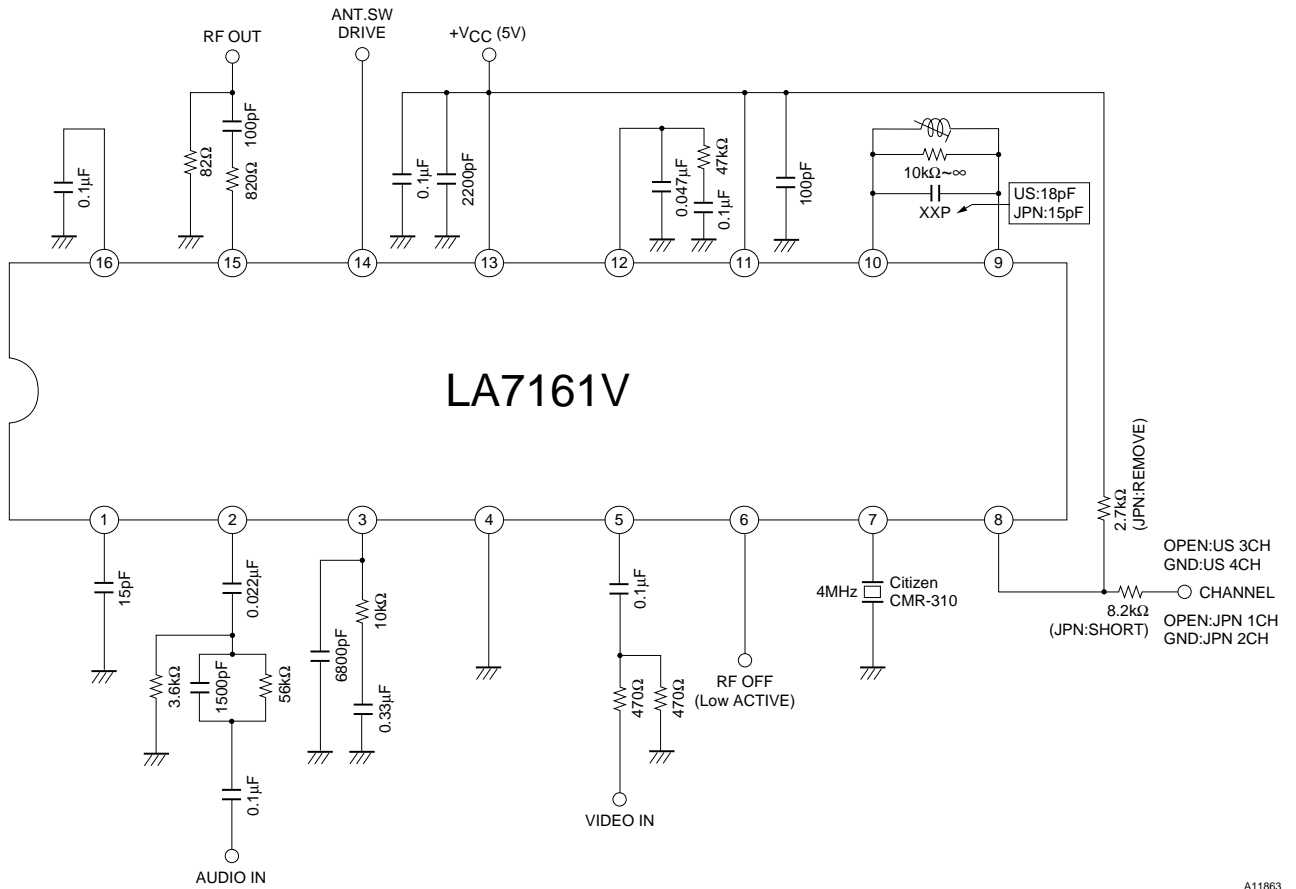 ANT.SW
DRIVE
RF OUT
+VCC (5V)
0.1µF
82Ω
100pF
820Ω
0.1µF
2200pF
0.047µF
47kΩ
0.1µF
100pF
10kΩ~∞
XXP
US:18pF
JPN:15pF
16
15
14
13
12
11
10
9
LA7161V
1
2
3
4
5
6
7
8
2.7kΩ
(JPN:REMOVE)
15pF
0.022µF
3.6kΩ
1500pF
56kΩ
0.1µF
AUDIO IN
6800pF
10kΩ
0.33µF
0.1µF
470Ω
470Ω
VIDEO IN
RF OFF
(Low ACTIVE)
4MHz
Citizen
CMR-310
8.2kΩ
(JPN:SHORT)
OPEN:US 3CH
GND:US 4CH
CHANNEL
OPEN:JPN 1CH
GND:JPN 2CH
A11863